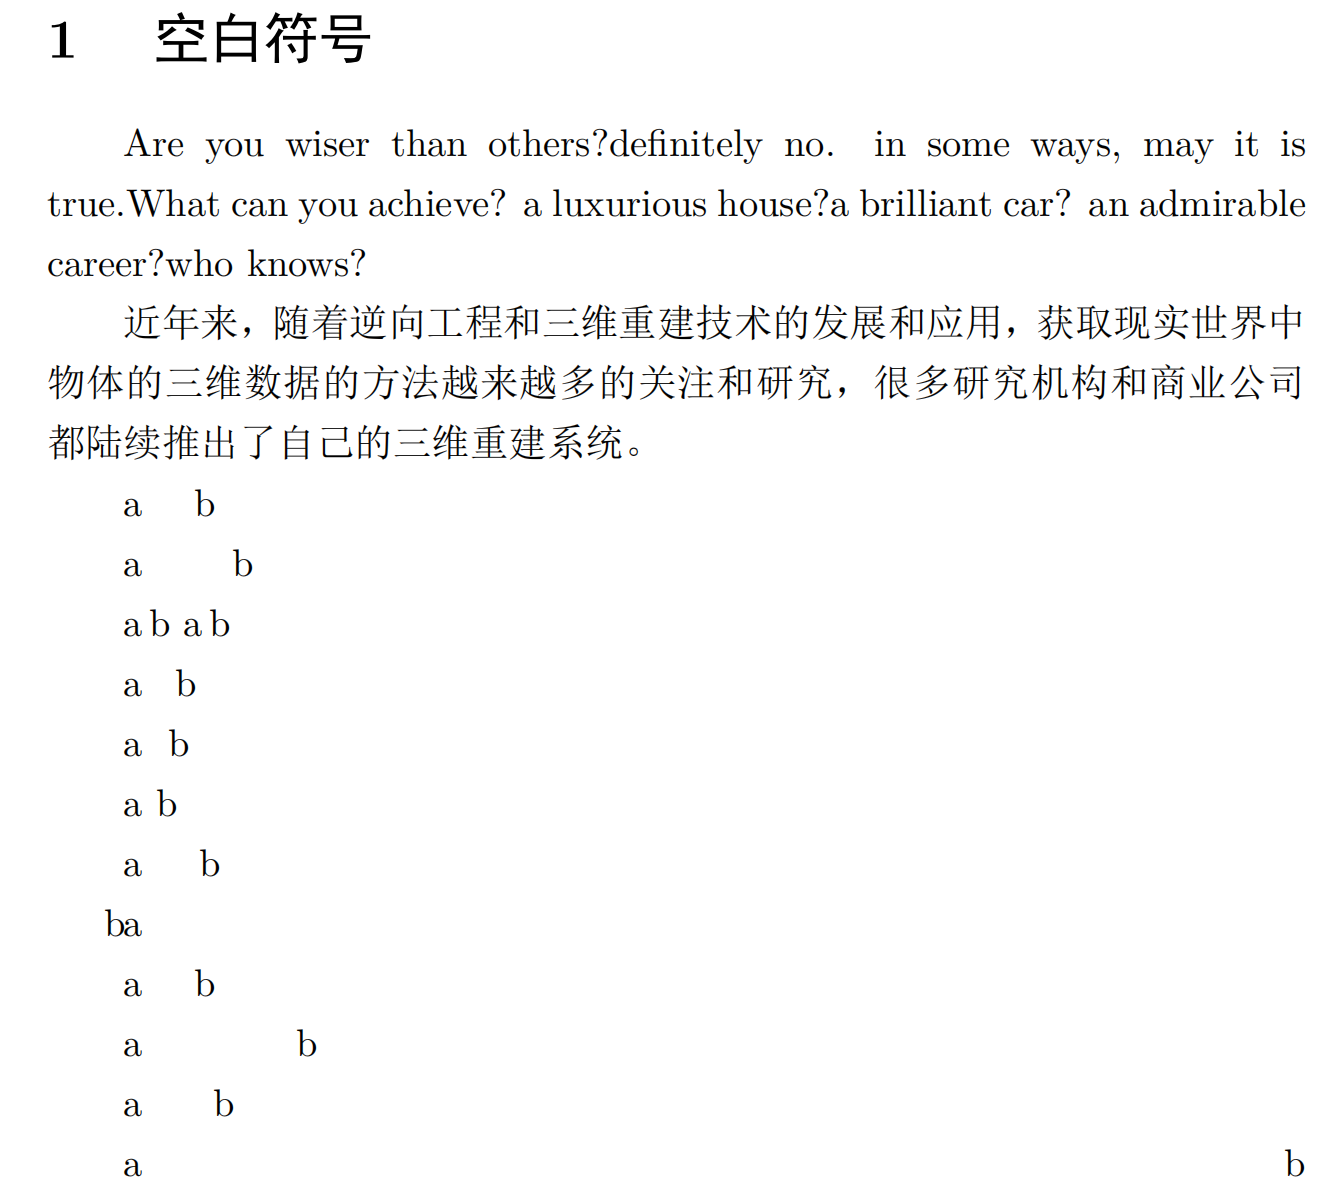 1 空白符号
Are you wiser than others?definitely no. in some ways, may it is
true.What can you achieve? a luxurious house?a brilliant car? an admirable
career?who knows?
近年来，随着逆向工程和三维重建技术的发展和应用，获取现实世界中
物体的三维数据的方法越来越多的关注和研究，很多研究机构和商业公司
都陆续推出了自己的三维重建系统。
a b
a b
a b a b
a b
a b
a b
a b
ba
a b
a b
a b
a b